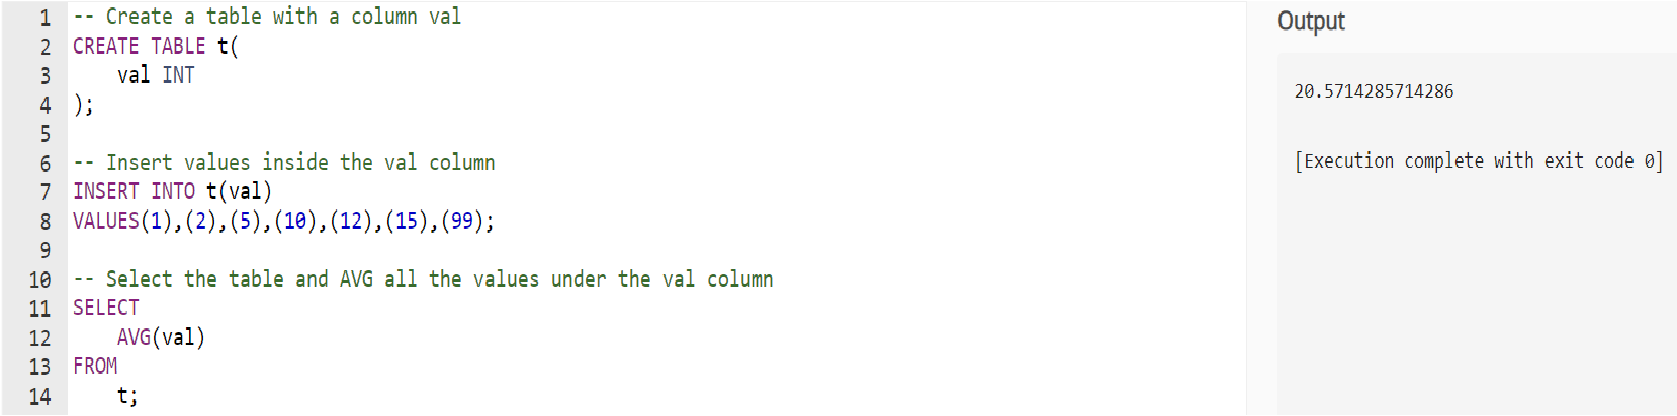 1 -- Create a table with a column val
2 CREATE TABLE t(
3     val INT
4 );
5
6 -- Insert values inside the val column
7 INSERT INTO t(val)
8 VALUES(1),(2),(5),(10),(12),(15),(99);
9
10 -- Select the table and AVG all the values under the val column
11 SELECT
12     AVG(val)
13 FROM
14     t;
Output
20.5714285714286
[Execution complete with exit code 0]